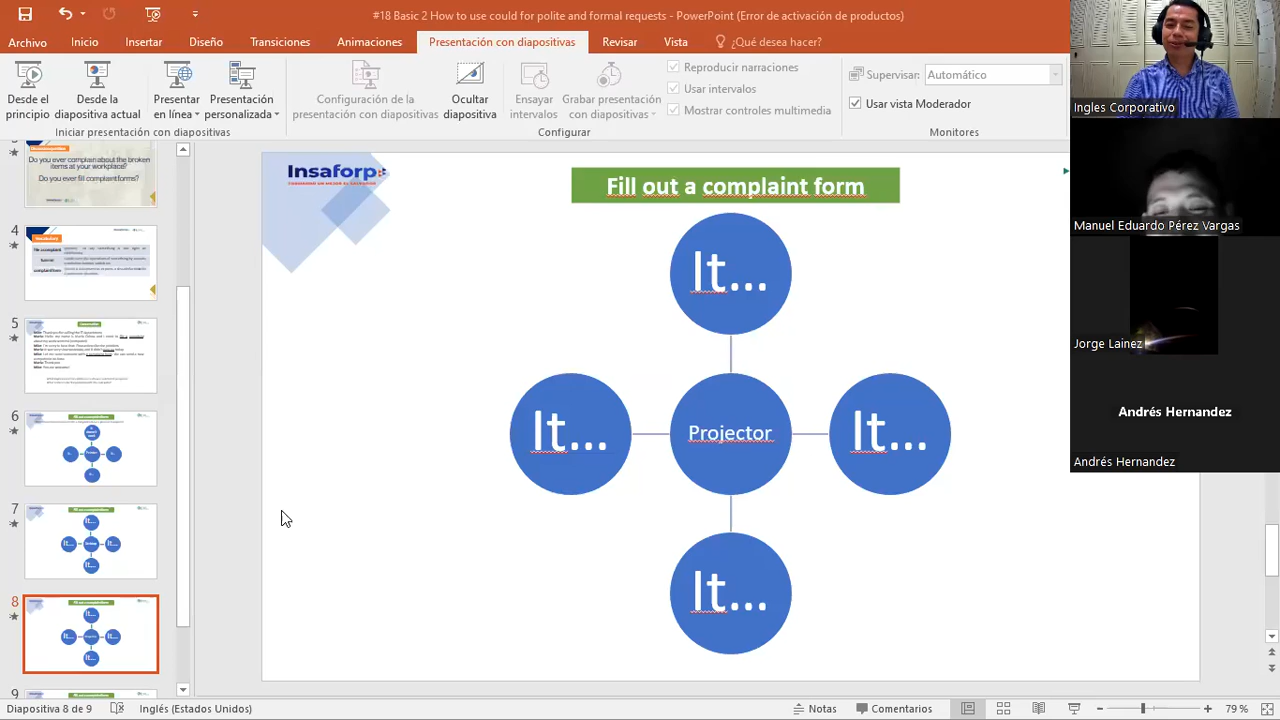 #18 Basic 2 How to use could for polite and formal requests - PowerPoint (Error de activación de productos)
Archivo Inicio Insertar Diseño Transiciones Animaciones Presentación con diapositivas Revisar Vista ¿Qué desea hacer?
Desde el principio
Desde la diapositiva actual
Presentar en línea
Presentación personalizada
Configuración de la presentación con diapositivas
Ocultar diapositiva
Ensayar intervalos
Grabar presentación con diapositivas
Reproducir narraciones
Usar intervalos
Mostrar controles multimedia
Supervisar: Automático
Usar vista Moderador
Iniciar presentación con diapositivas
Configurar
Monitores
Ingles Corporativo
Manuel Eduardo Pérez Vargas
Jorge Lainez
Andrés Hernandez
Andrés Hernandez
Do you ever complain about the broken
items at your workplace?
Do you ever fill complaint forms?
4
5
6
7
8
9
Insaforp
Fill out a complaint form
It...
It...
Projector
It...
It...
Diapositiva 8 de 9
Inglés (Estados Unidos)
Notas
Comentarios
79 %